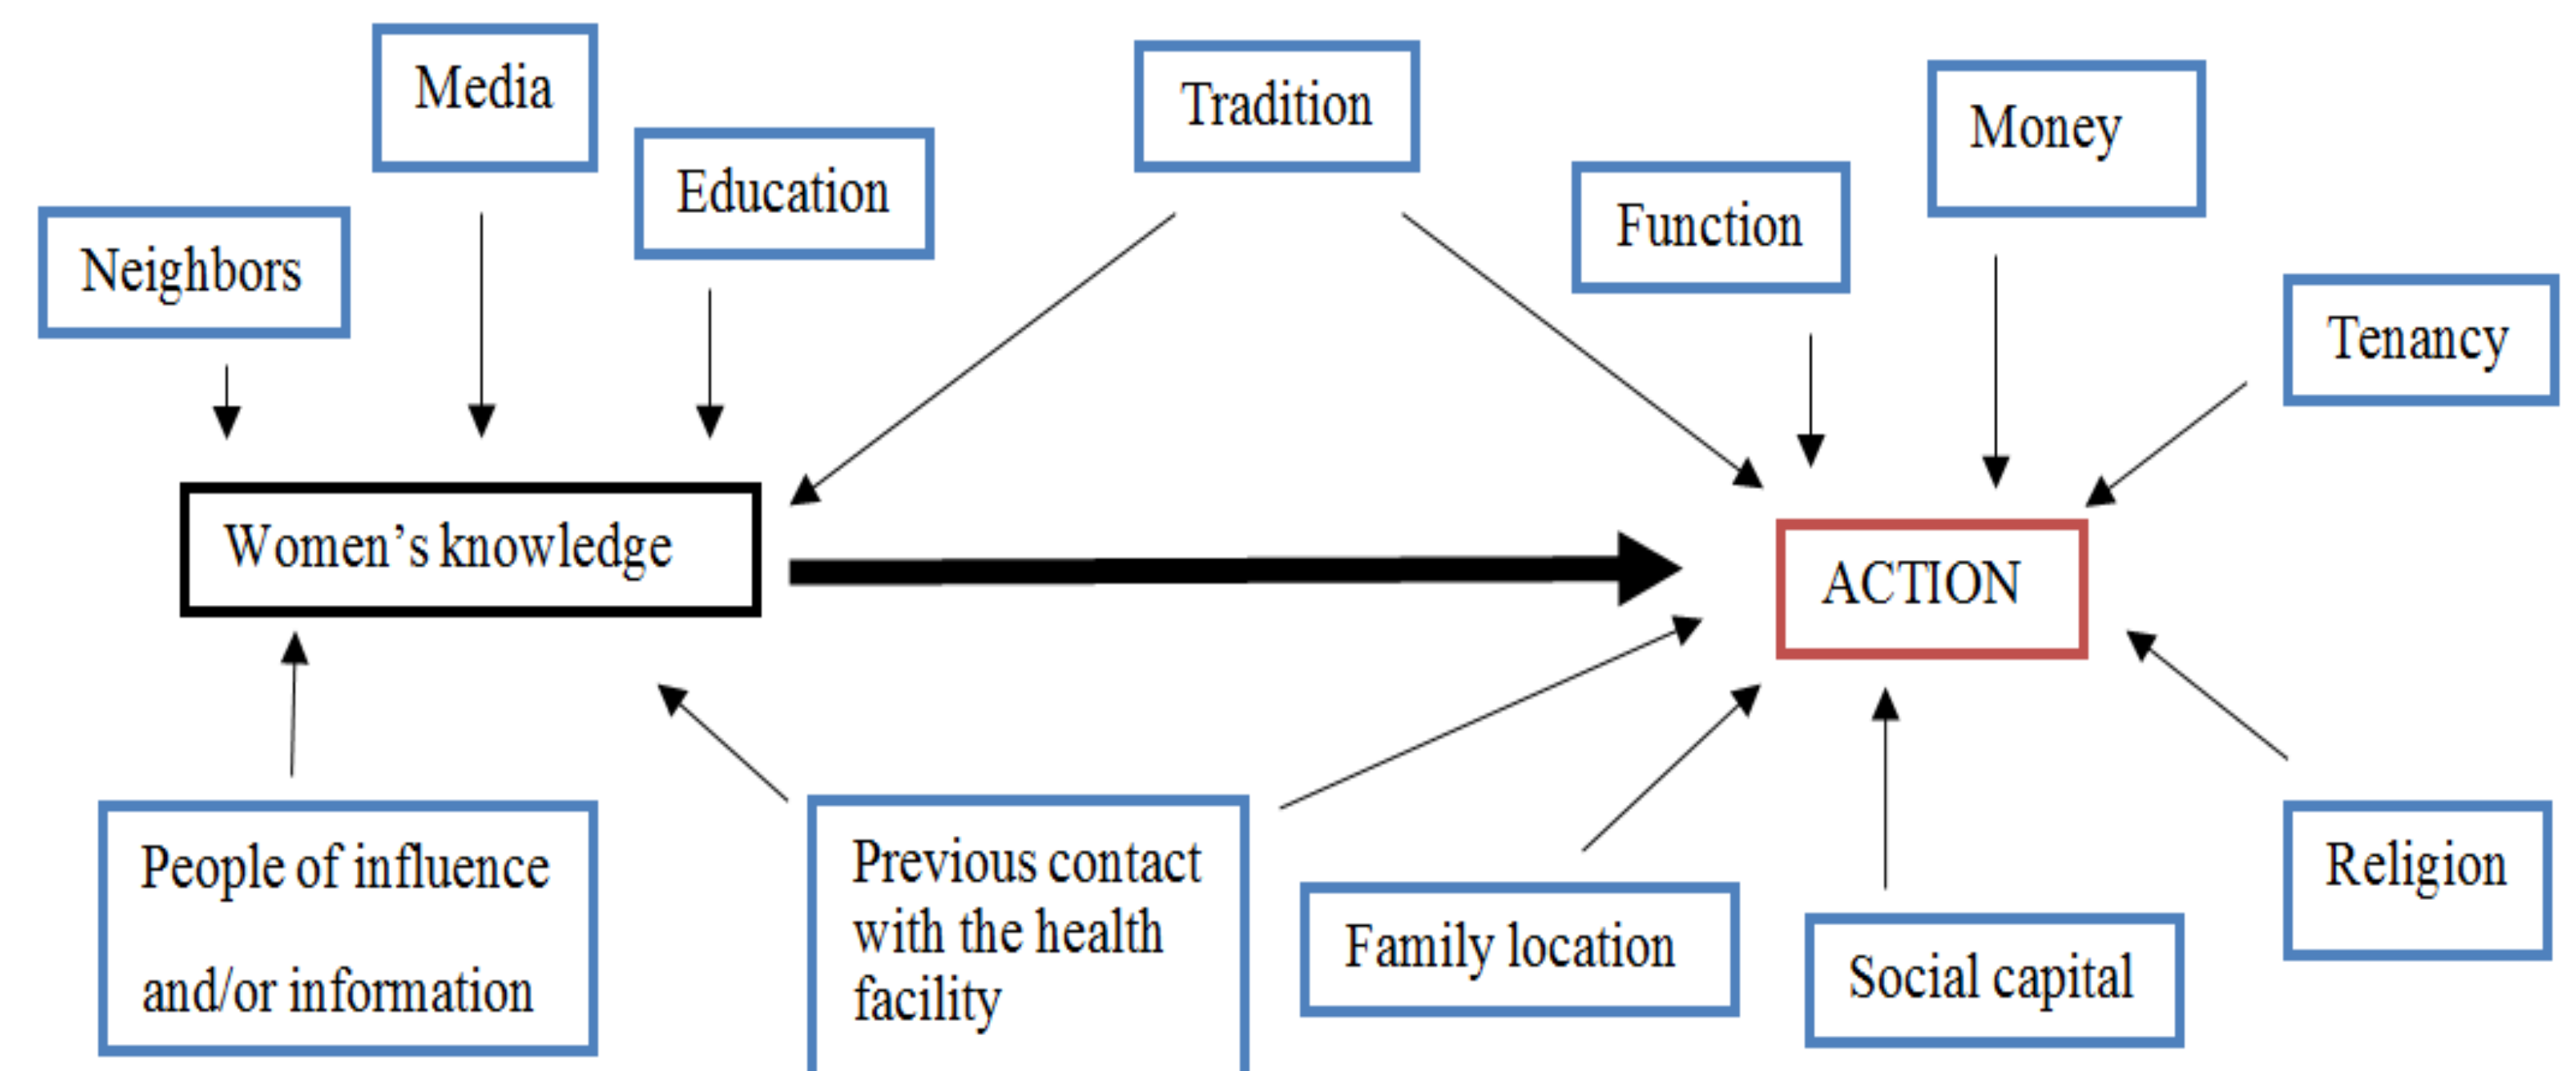 Media
Tradition
Money
Education
Function
Neighbors
Tenancy
Women’s knowledge
ACTION
People of influence
and/or information
Previous contact
with the health
facility
Family location
Social capital
Religion